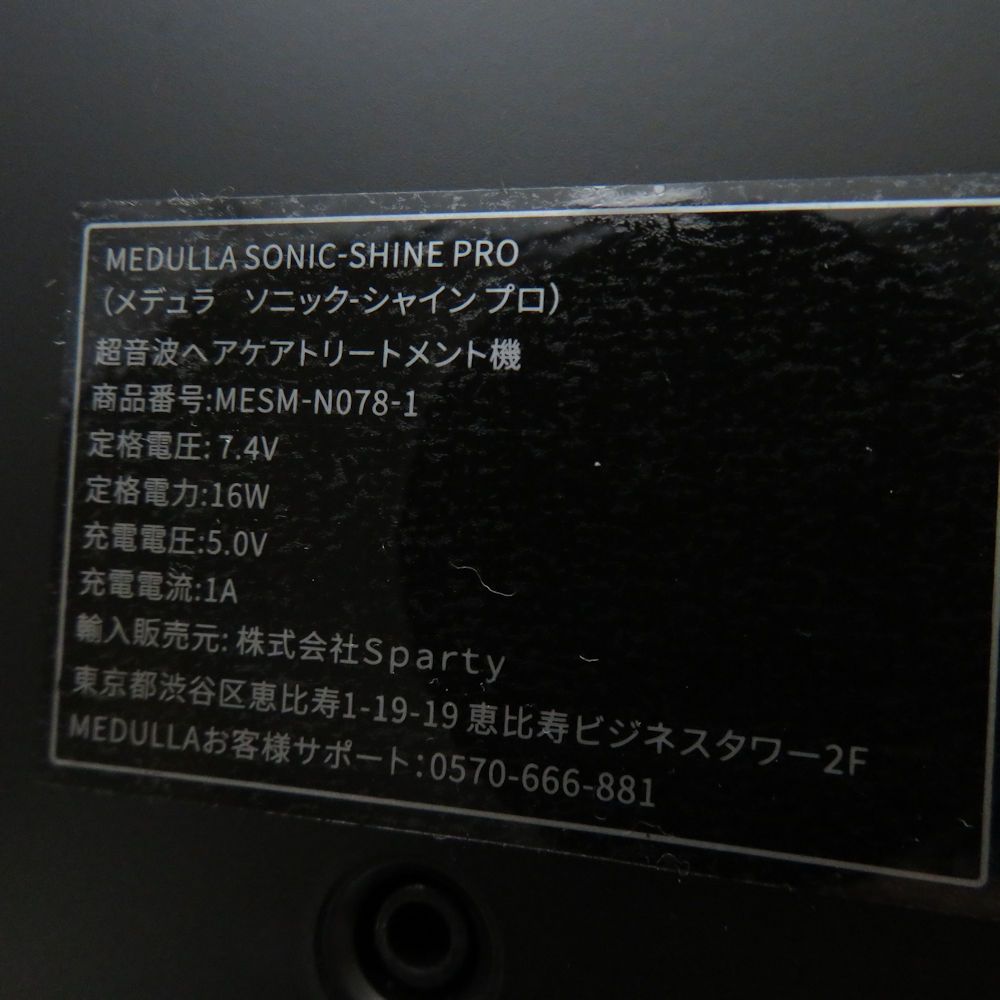 MEDULLA SONIC-SHINE PRO
(メデュラ ソニック-シャイン プロ)
超音波ヘアケアトリートメント機
商品番号:MESM-N078-1
定格電圧: 7.4V
定格電力:16W
充電電圧:5.0V
充電電流:1A
輸入販売元: 株式会社Sparty
東京都渋谷区恵比寿1-19-19 恵比寿ビジネスタワー2F
MEDULLAお客様サポート:0570-666-881